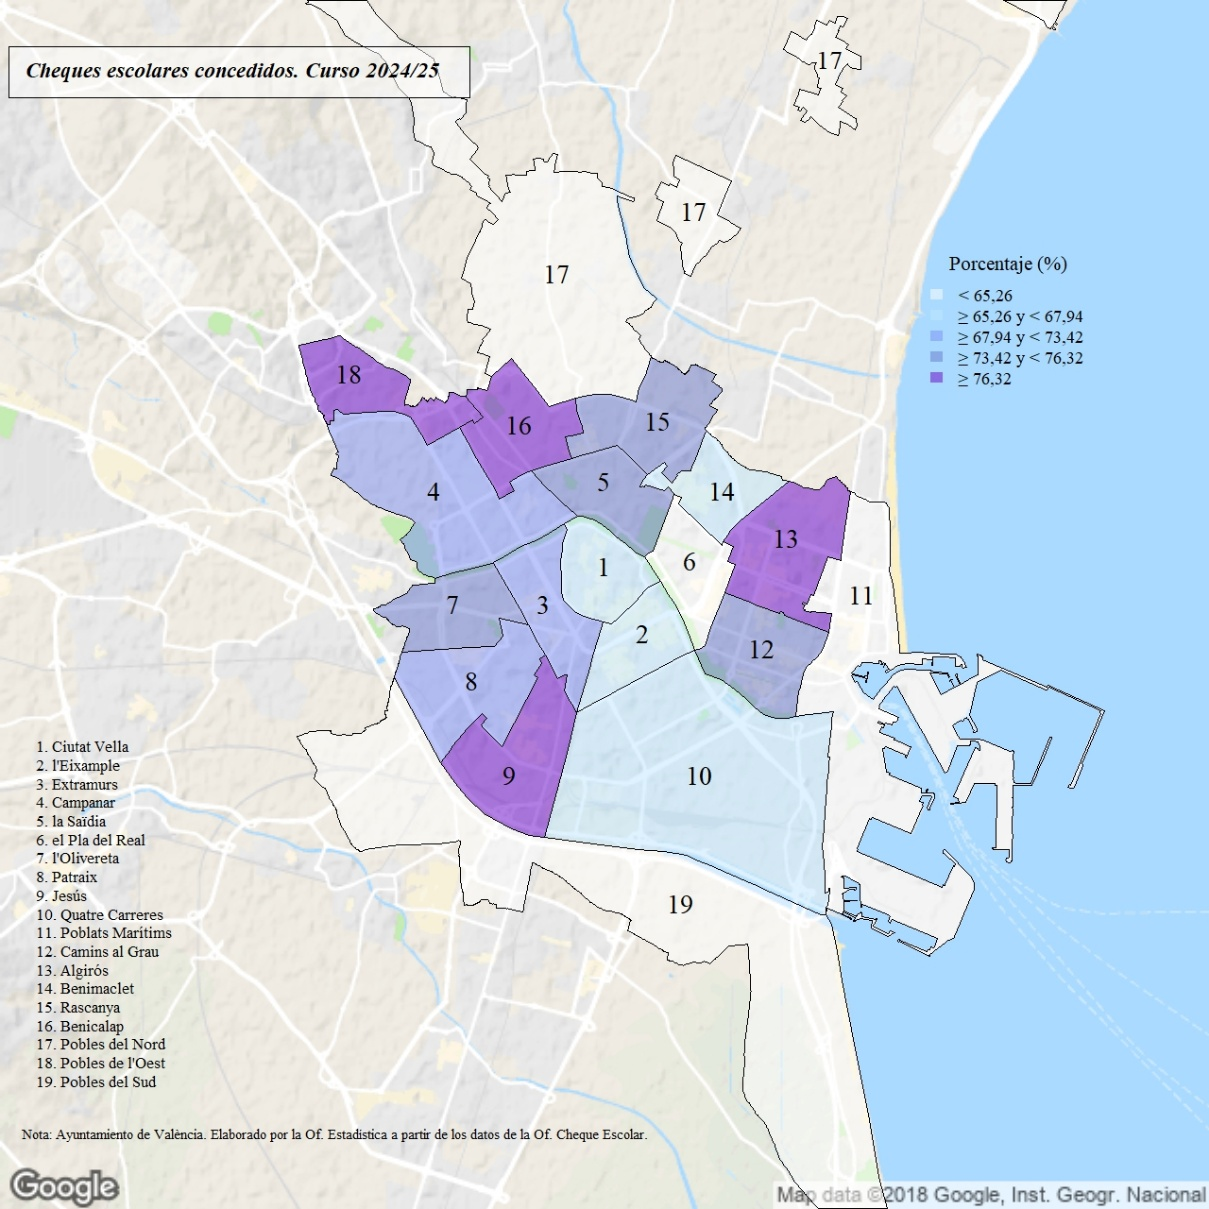 Cheques escolares concedidos. Curso 2024/25
17
17
17
Porcentaje (%)
< 65,26
≥ 65,26 y < 67,94
≥ 67,94 y < 73,42
≥ 73,42 y < 76,32
≥ 76,32
18
16
15
4
5
14
13
6
1
11
7
3
2
12
8
9
10
19
1. Ciutat Vella
2. l'Eixample
3. Extramurs
4. Campanar
5. la Saïdia
6. el Pla del Real
7. l'Olivereta
8. Patraix
9. Jesús
10. Quatre Carreres
11. Poblats Marítims
12. Camins al Grau
13. Algirós
14. Benimaclet
15. Rascanya
16. Benicalap
17. Pobles del Nord
18. Pobles de l'Oest
19. Pobles del Sud
Nota: Ayuntamiento de València. Elaborado por la Of. Estadística a partir de los datos de la Of. Cheque Escolar.
Google
Map data ©2018 Google, Inst. Geogr. Nacional